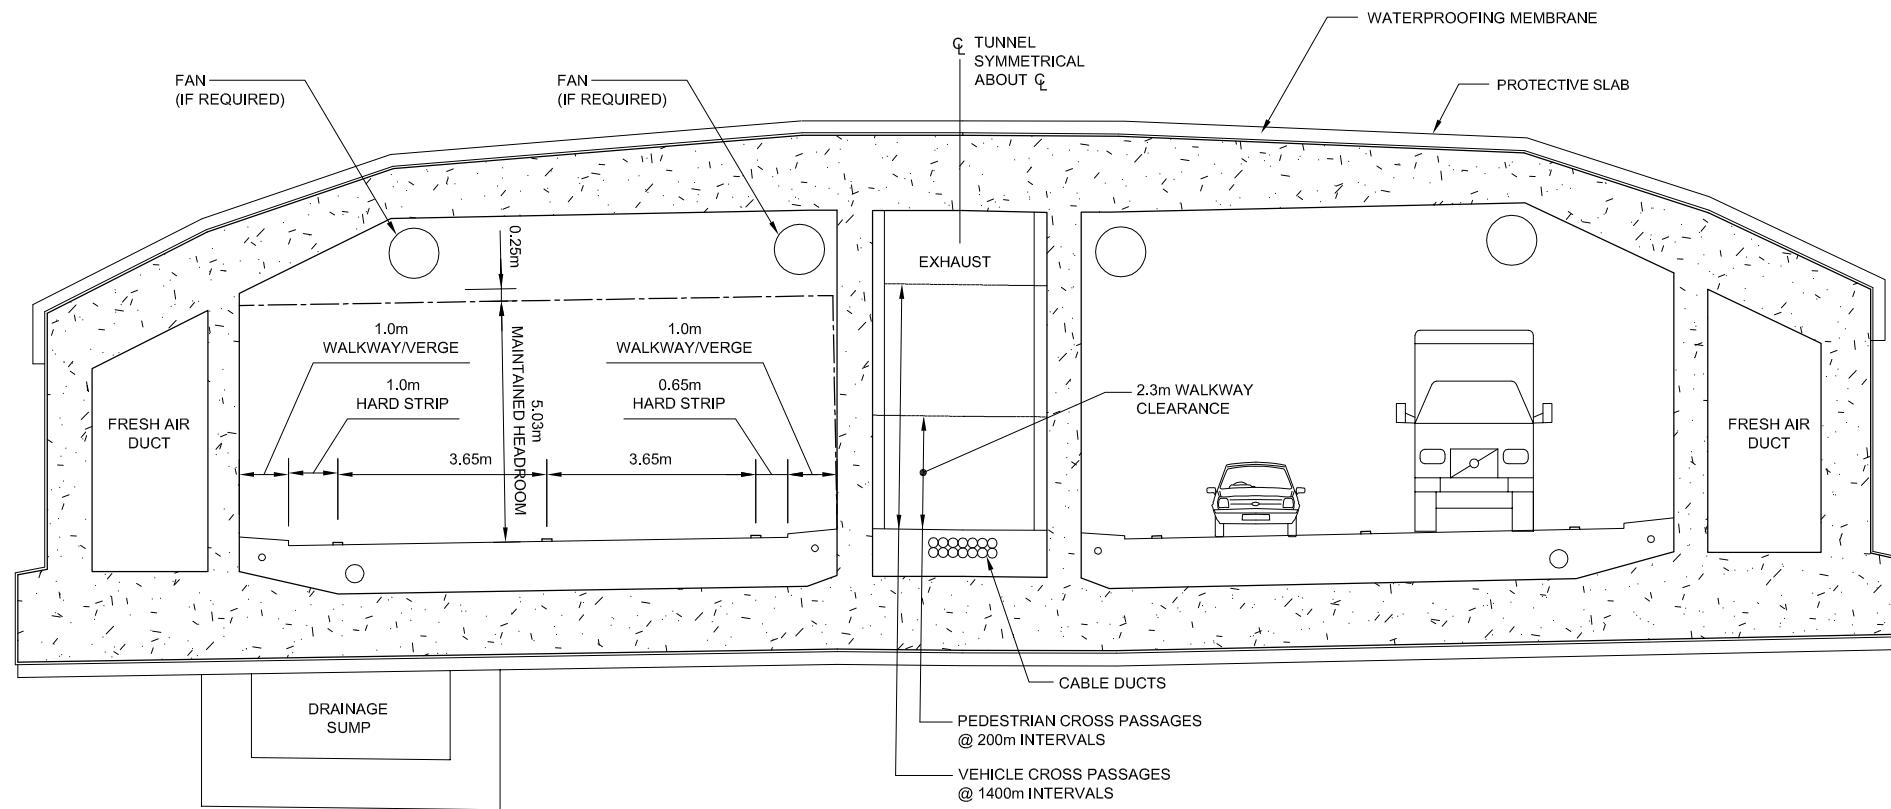 WATERPROOFING MEMBRANE
℄ TUNNEL
SYMMETRICAL
ABOUT ℄
FAN
(IF REQUIRED)
FAN
(IF REQUIRED)
PROTECTIVE SLAB
0.25m
EXHAUST
1.0m
WALKWAY/VERGE
1.0m
WALKWAY/VERGE
1.0m
HARD STRIP
0.65m
HARD STRIP
5.03m
MAINTAINED HEADROOM
2.3m WALKWAY
CLEARANCE
FRESH AIR
DUCT
FRESH AIR
DUCT
3.65m
3.65m
CABLE DUCTS
DRAINAGE
SUMP
PEDESTRIAN CROSS PASSAGES
@ 200m INTERVALS
VEHICLE CROSS PASSAGES
@ 1400m INTERVALS